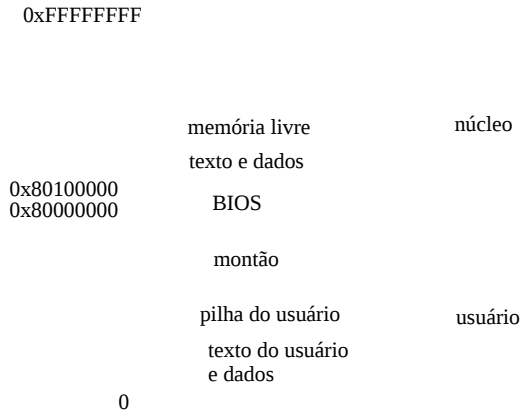 0xFFFFFFFF
memória livre
núcleo
texto e dados
0x80100000
0x80000000
BIOS
montão
pilha do usuário
usuário
texto do usuário
e dados
0